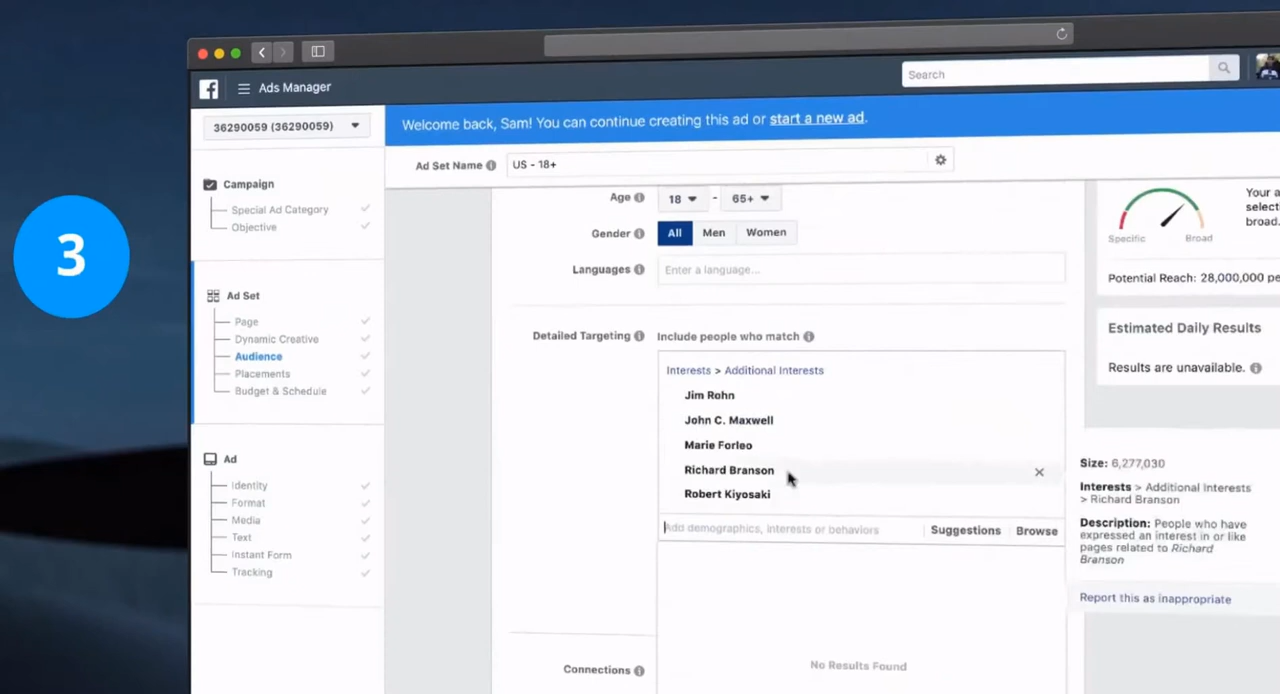 Ads Manager
Search
36290059 (36290059)
Welcome back, Sam! You can continue creating this ad or start a new ad.
Ad Set Name
US - 18+
3
Campaign
Special Ad Category
Objective
Ad Set
Page
Dynamic Creative
Audience
Placements
Budget & Schedule
Ad
Identity
Format
Media
Text
Instant Form
Tracking
Age
18
-
65+
Gender
All
Men
Women
Languages
Enter a language...
Detailed Targeting
Include people who match
Interests > Additional Interests
Jim Rohn
John C. Maxwell
Marie Forleo
Richard Branson
Robert Kiyosaki
Add demographics, interests or behaviors
Suggestions
Browse
No Results Found
Connections
Your a
select
broad.
Specific
Broad
Potential Reach: 28,000,000 pe
Estimated Daily Results
Results are unavailable.
Size: 6,277,030
Interests > Additional Interests
> Richard Branson
Description: People who have
expressed an interest in or like
pages related to Richard
Branson
Report this as inappropriate